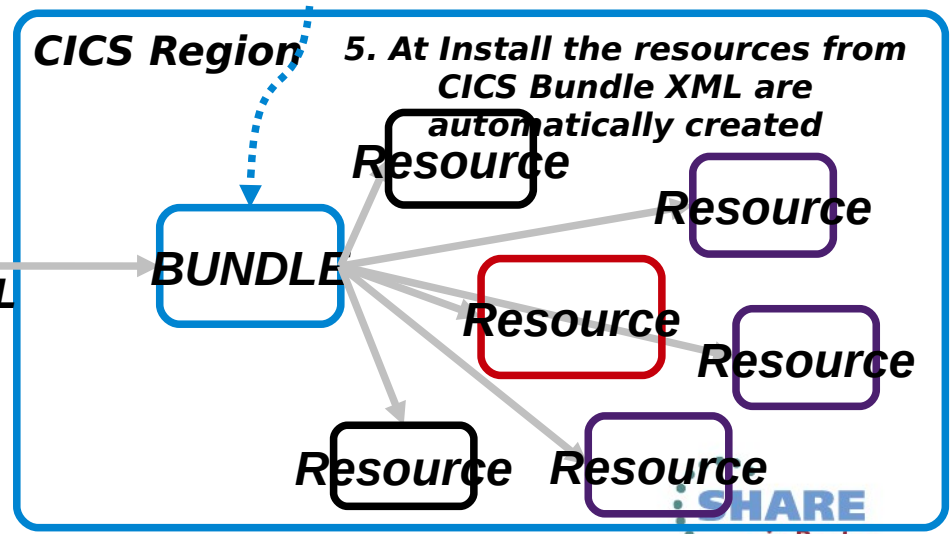 CICS Region
5. At Install the resources from
CICS Bundle XML are
automatically created
Resource
Resource
BUNDLE
L
Resource
Resource
Resource
Resource
SHARE